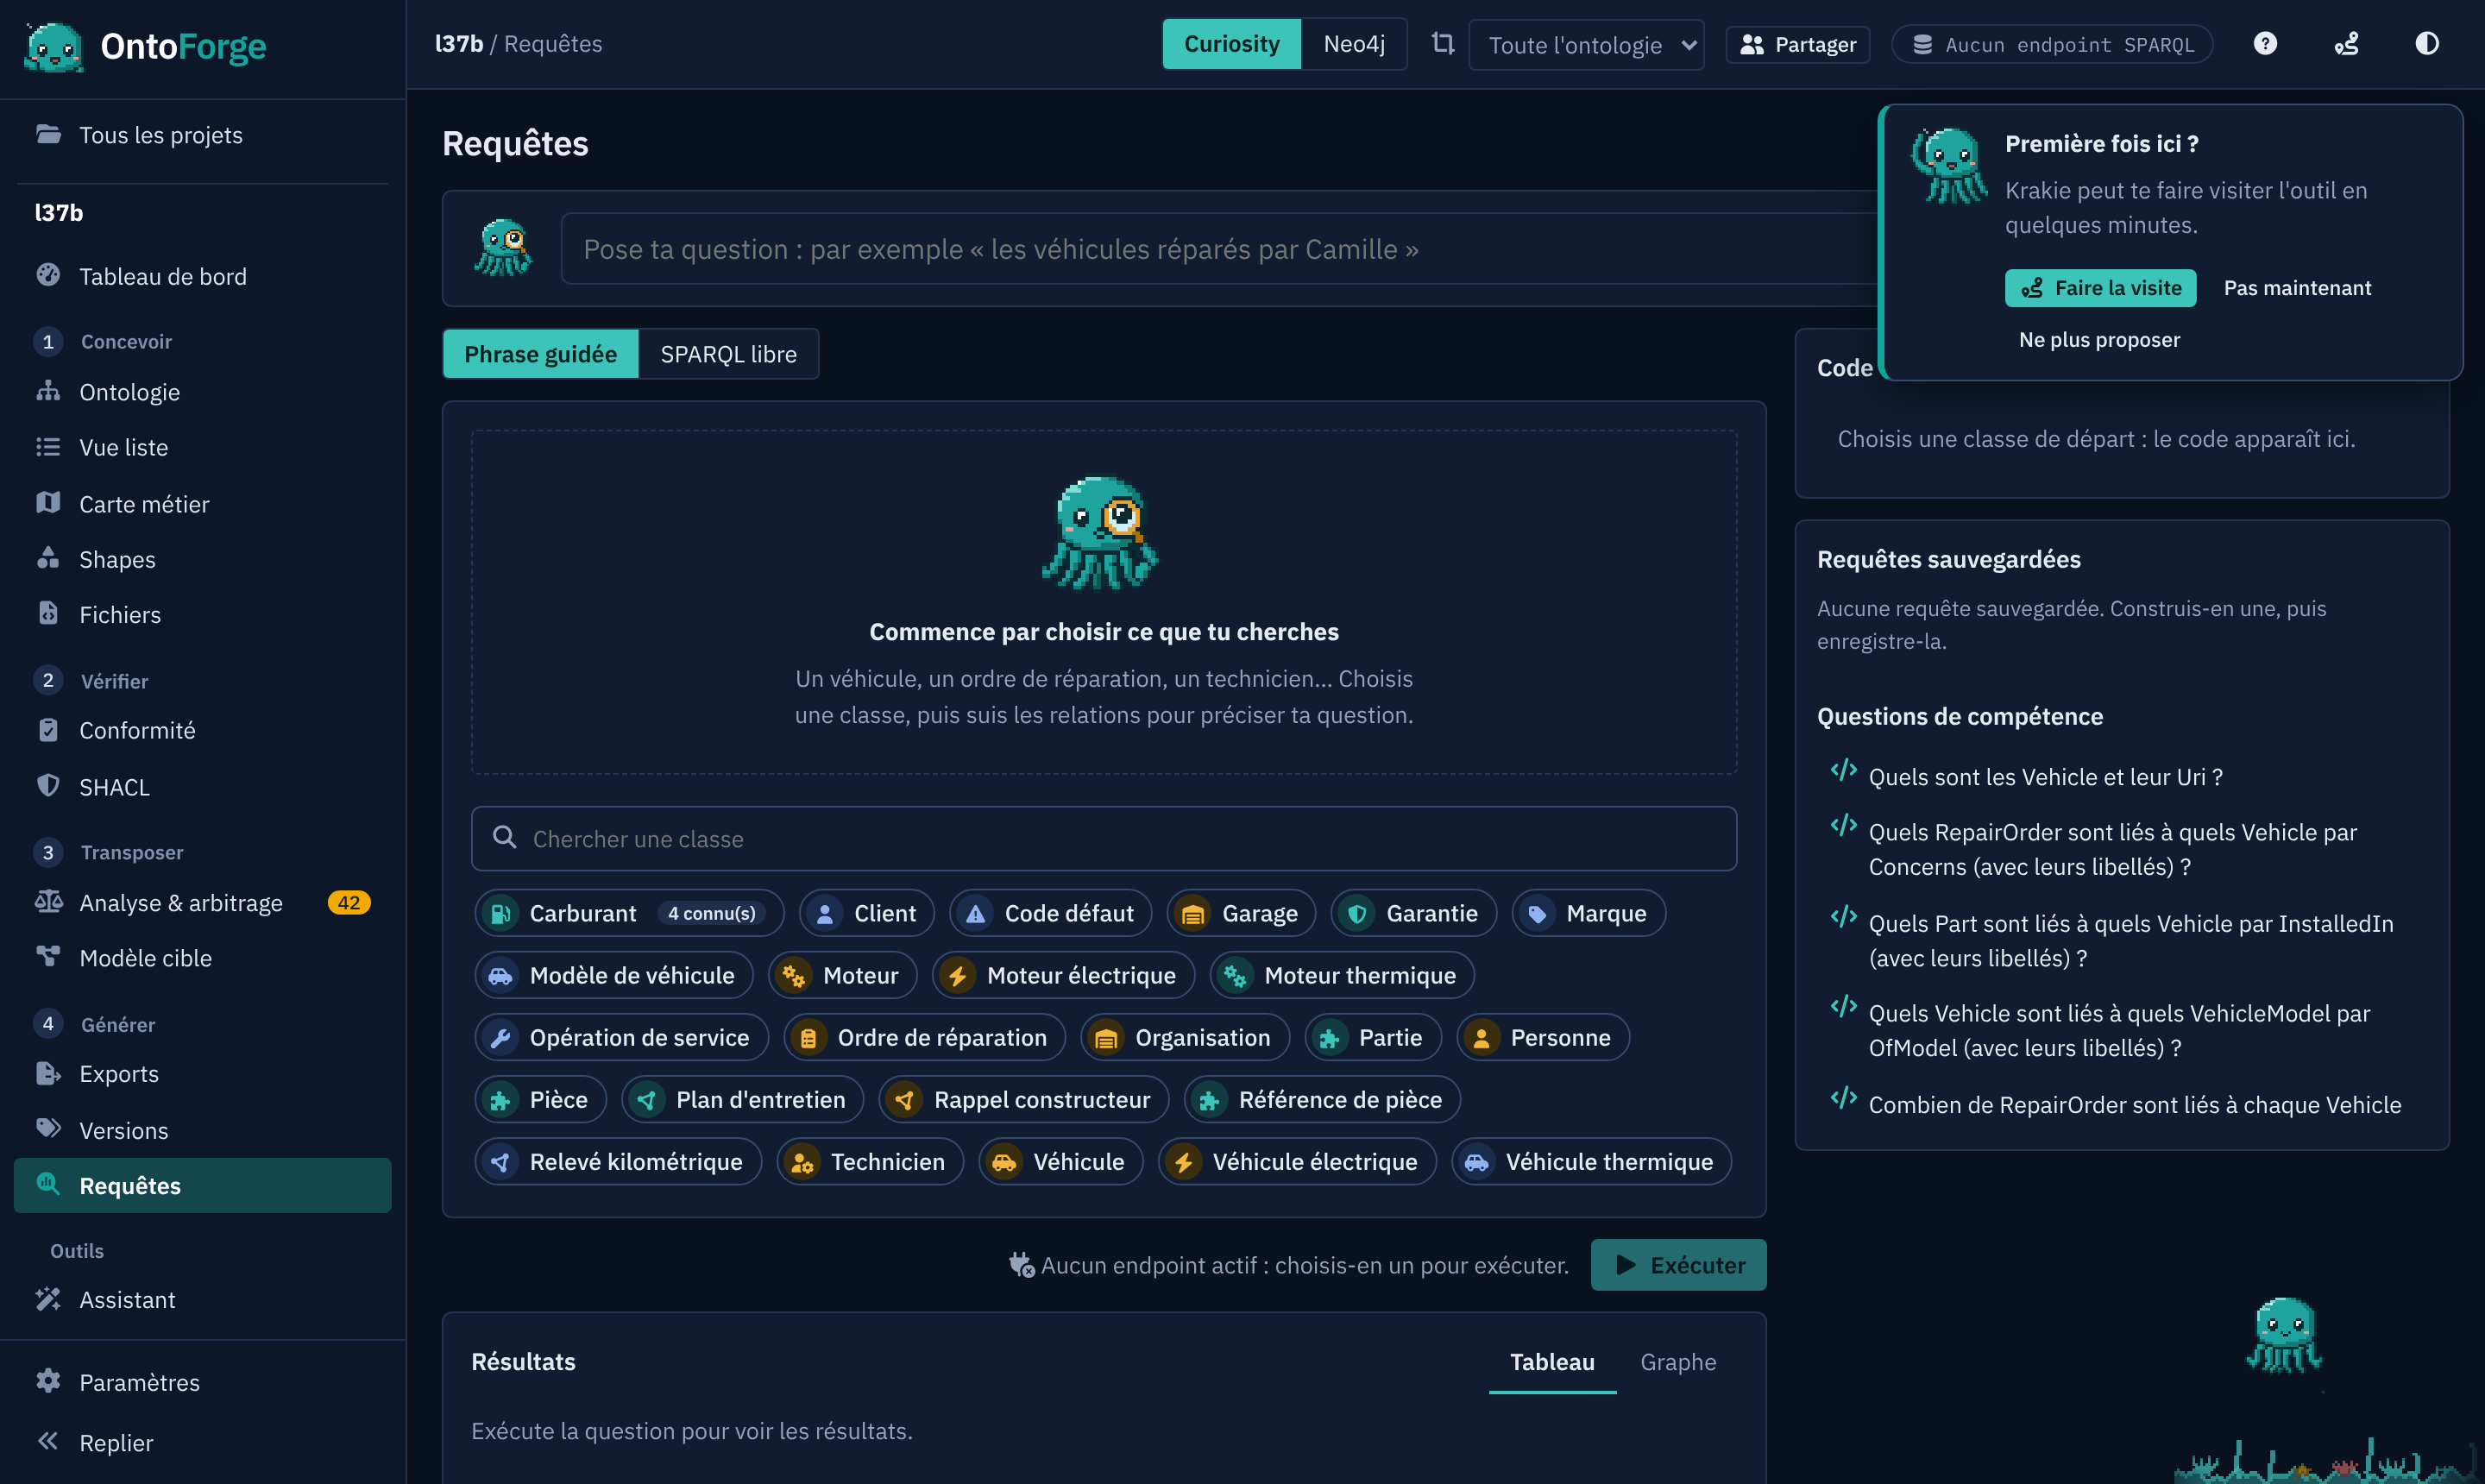 OntoForge
l37b / Requêtes
Curiosity
Neo4j
Toute l'ontologie
Partager
Aucun endpoint SPARQL
Tous les projets
l37b
Tableau de bord
1 Concevoir
Ontologie
Vue liste
Carte métier
Shapes
Fichiers
2 Vérifier
Conformité
SHACL
3 Transposer
Analyse & arbitrage 42
Modèle cible
4 Générer
Exports
Versions
Requêtes
Outils
Assistant
Paramètres
Replier
Requêtes
Pose ta question : par exemple « les véhicules réparés par Camille »
Première fois ici ?
Krakie peut te faire visiter l'outil en
quelques minutes.
Faire la visite
Pas maintenant
Ne plus proposer
Phrase guidée
SPARQL libre
Commence par choisir ce que tu cherches
Un véhicule, un ordre de réparation, un technicien... Choisis
une classe, puis suis les relations pour préciser ta question.
Chercher une classe
Carburant 4 connu(s) Client Code défaut Garage Garantie Marque
Modèle de véhicule Moteur Moteur électrique Moteur thermique
Opération de service Ordre de réparation Organisation Partie Personne
Pièce Plan d'entretien Rappel constructeur Référence de pièce
Relevé kilométrique Technicien Véhicule Véhicule électrique Véhicule thermique
Aucun endpoint actif : choisis-en un pour exécuter.
Exécuter
Résultats
Tableau
Graphe
Exécute la question pour voir les résultats.
Code
Choisis une classe de départ : le code apparaît ici.
Requêtes sauvegardées
Aucune requête sauvegardée. Construis-en une, puis
enregistre-la.
Questions de compétence
Quels sont les Vehicle et leur Uri ?
Quels RepairOrder sont liés à quels Vehicle par
Concerns (avec leurs libellés) ?
Quels Part sont liés à quels Vehicle par InstalledIn
(avec leurs libellés) ?
Quels Vehicle sont liés à quels VehicleModel par
OfModel (avec leurs libellés) ?
Combien de RepairOrder sont liés à chaque Vehicle